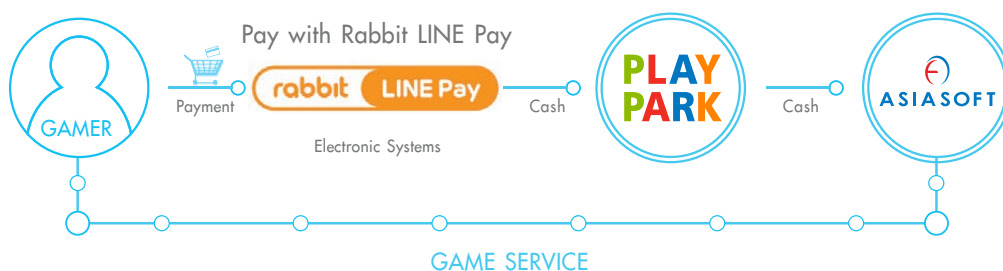 Pay with Rabbit LINE Pay
GAMER
Payment
rabbit LINE Pay
Electronic Systems
Cash
PLAY
PARK
Cash
ASIASOFT
GAME SERVICE